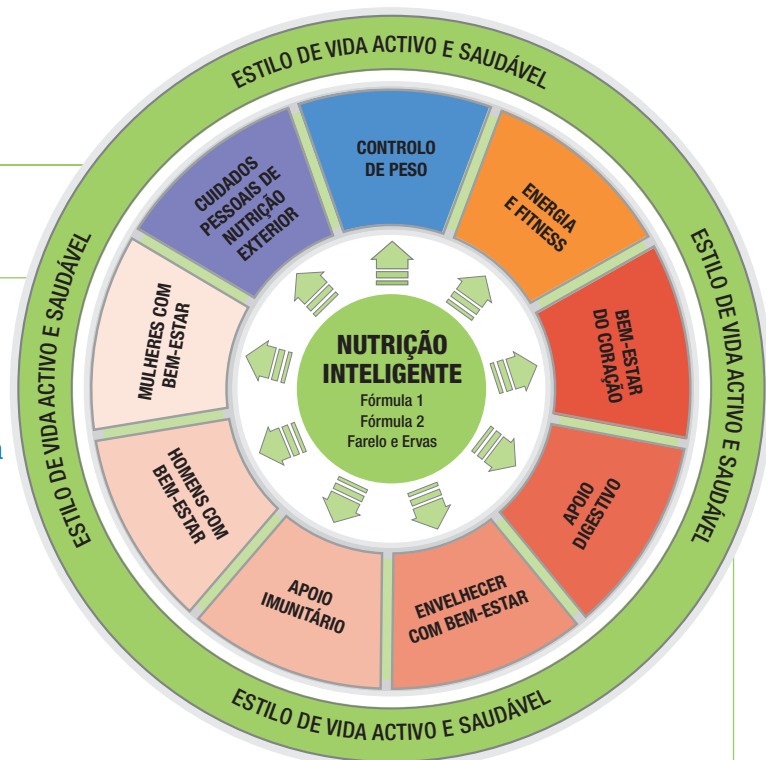 ESTILO DE VIDA ACTIVO E SAUDÁVEL
CONTROLO
DE PESO
ENERGIA
E FITNESS
BEM-ESTAR
DO CORAÇÃO
APOIO
DIGESTIVO
ENVELHECER
COM BEM-ESTAR
APOIO
IMUNITÁRIO
HOMENS COM
BEM-ESTAR
MULHERES COM
BEM-ESTAR
CUIDADOS
PESSOAIS DE
NUTRIÇÃO
EXTERIOR
NUTRIÇÃO
INTELIGENTE
Fórmula 1
Fórmula 2
Farelo e Ervas
ESTILO DE VIDA ACTIVO E SAUDÁVEL
ESTILO DE VIDA ACTIVO E SAUDÁVEL
ESTILO DE VIDA ACTIVO E SAUDÁVEL